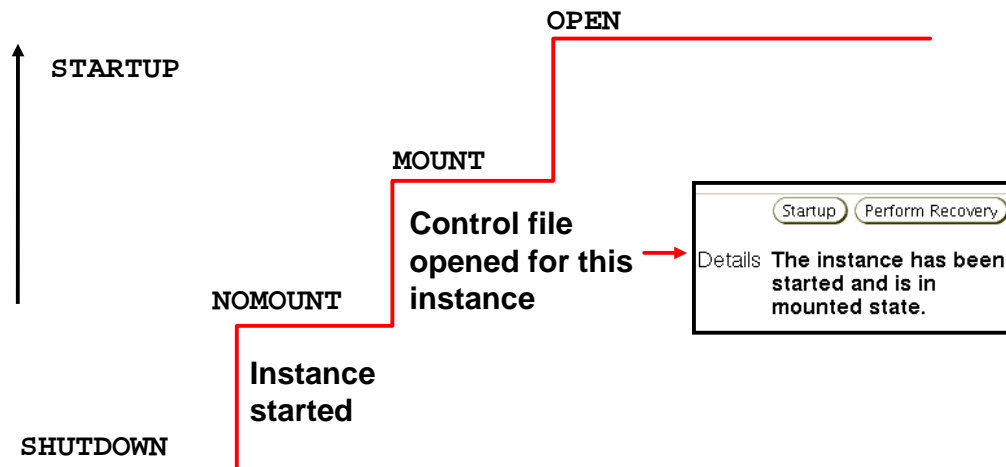 OPEN
STARTUP
MOUNT
Startup Perform Recovery
Control file
opened for this
instance
Details The instance has been
started and is in
mounted state.
NOMOUNT
Instance
started
SHUTDOWN